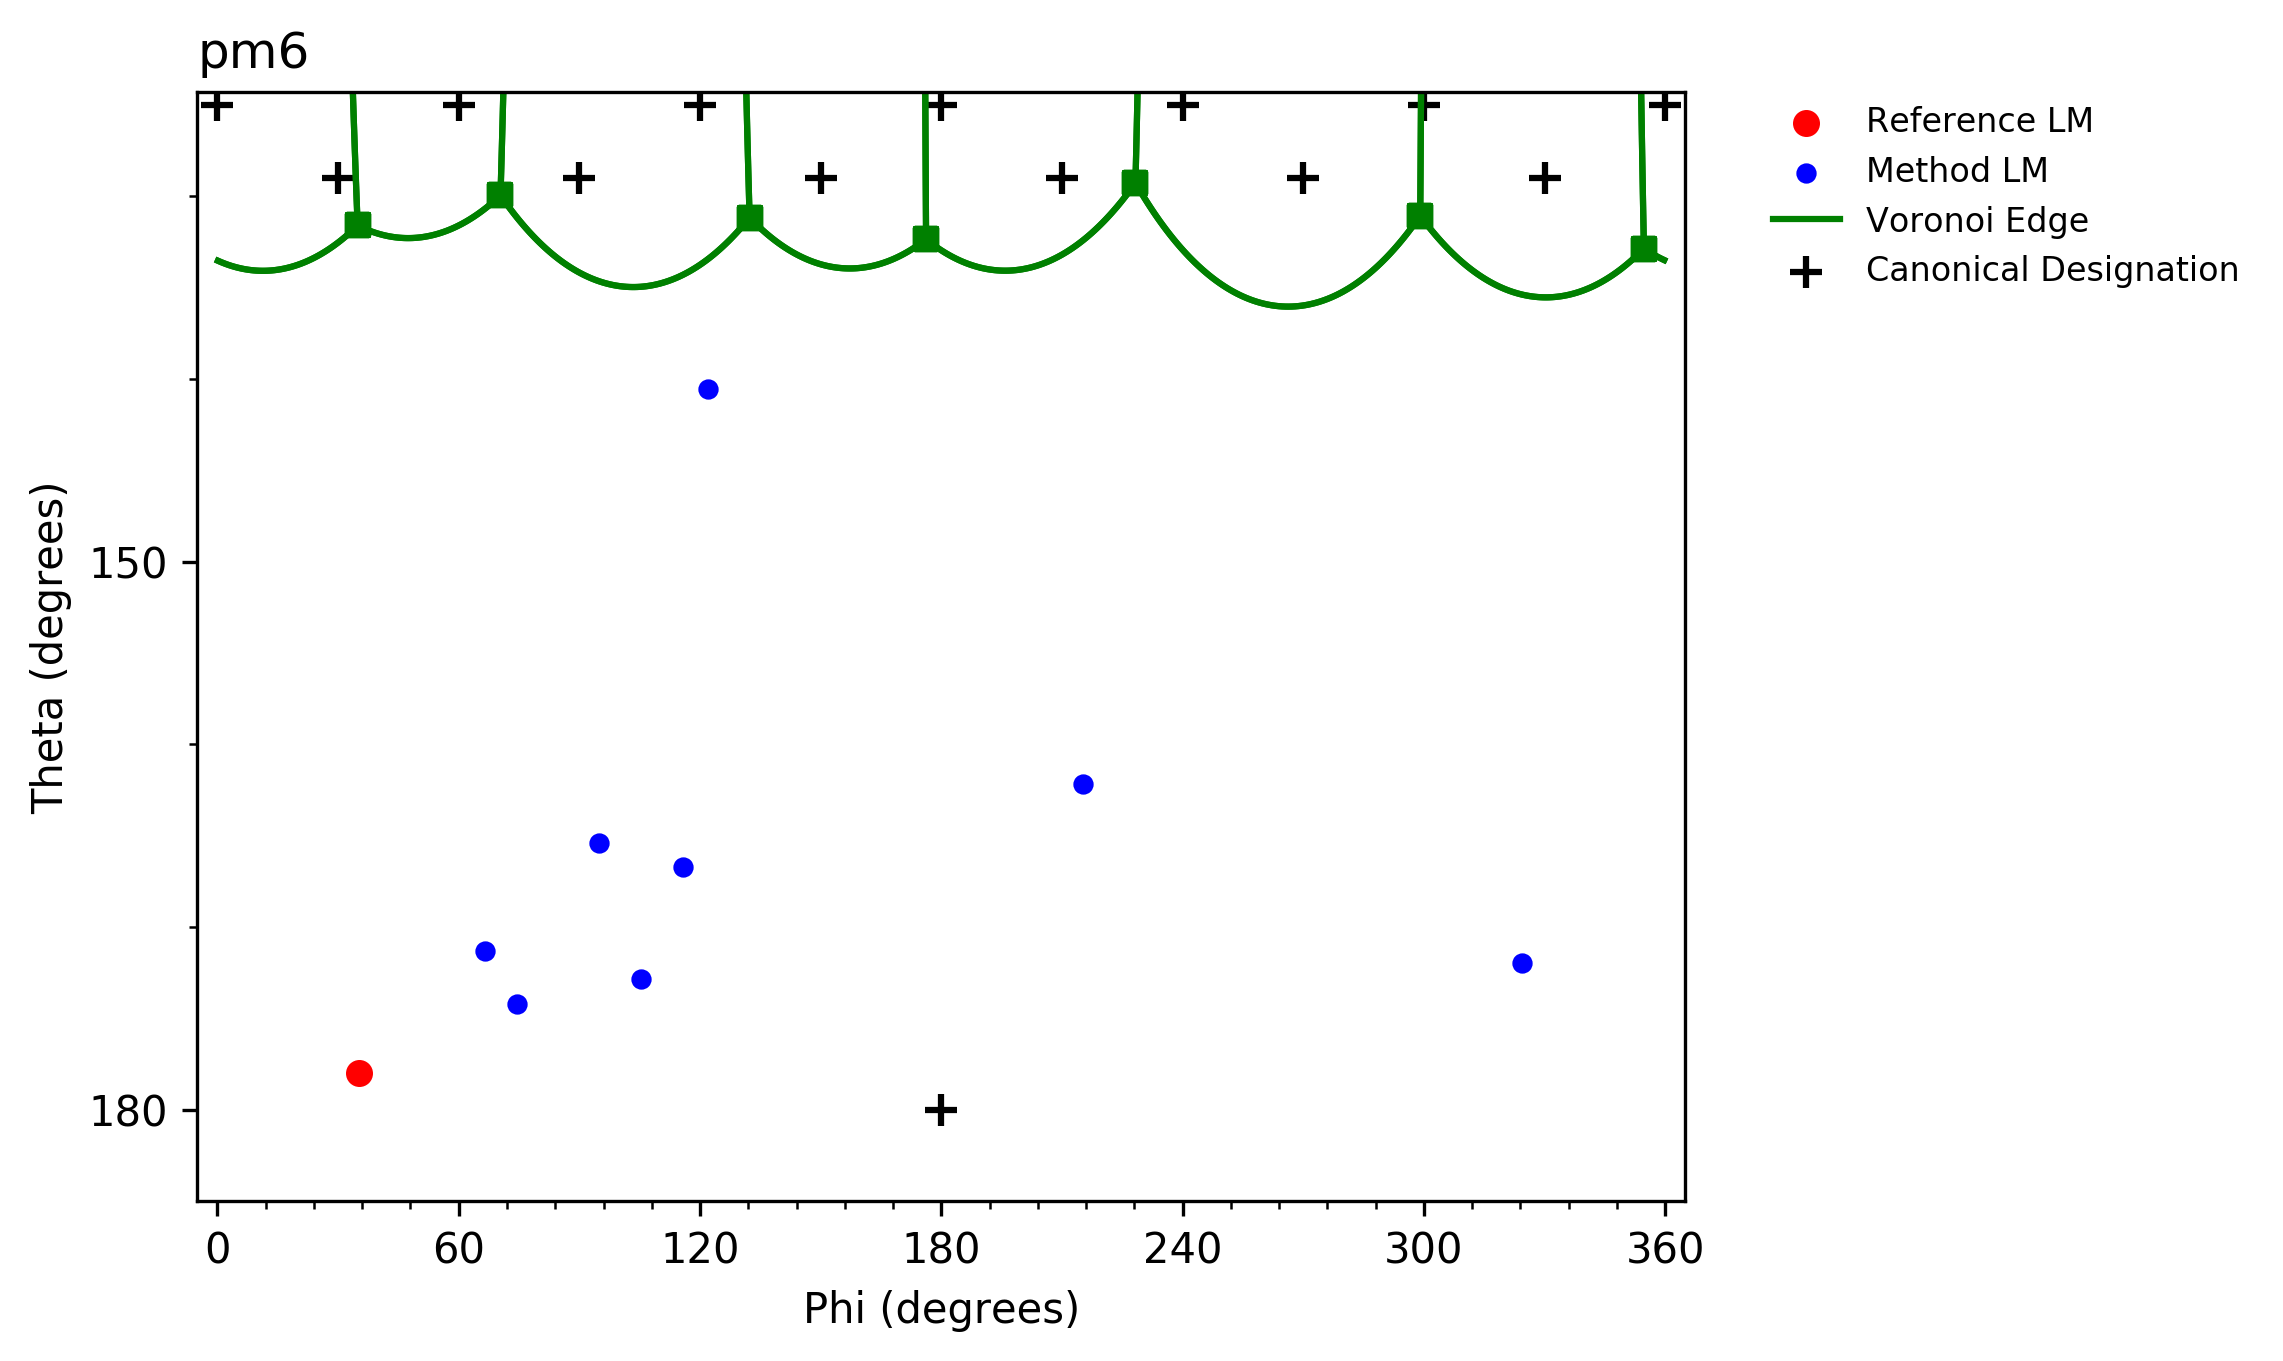 pm6
Reference LM
Method LM
Voronoi Edge
Canonical Designation
Theta (degrees)
150
180
0 60 120 180 240 300 360
Phi (degrees)